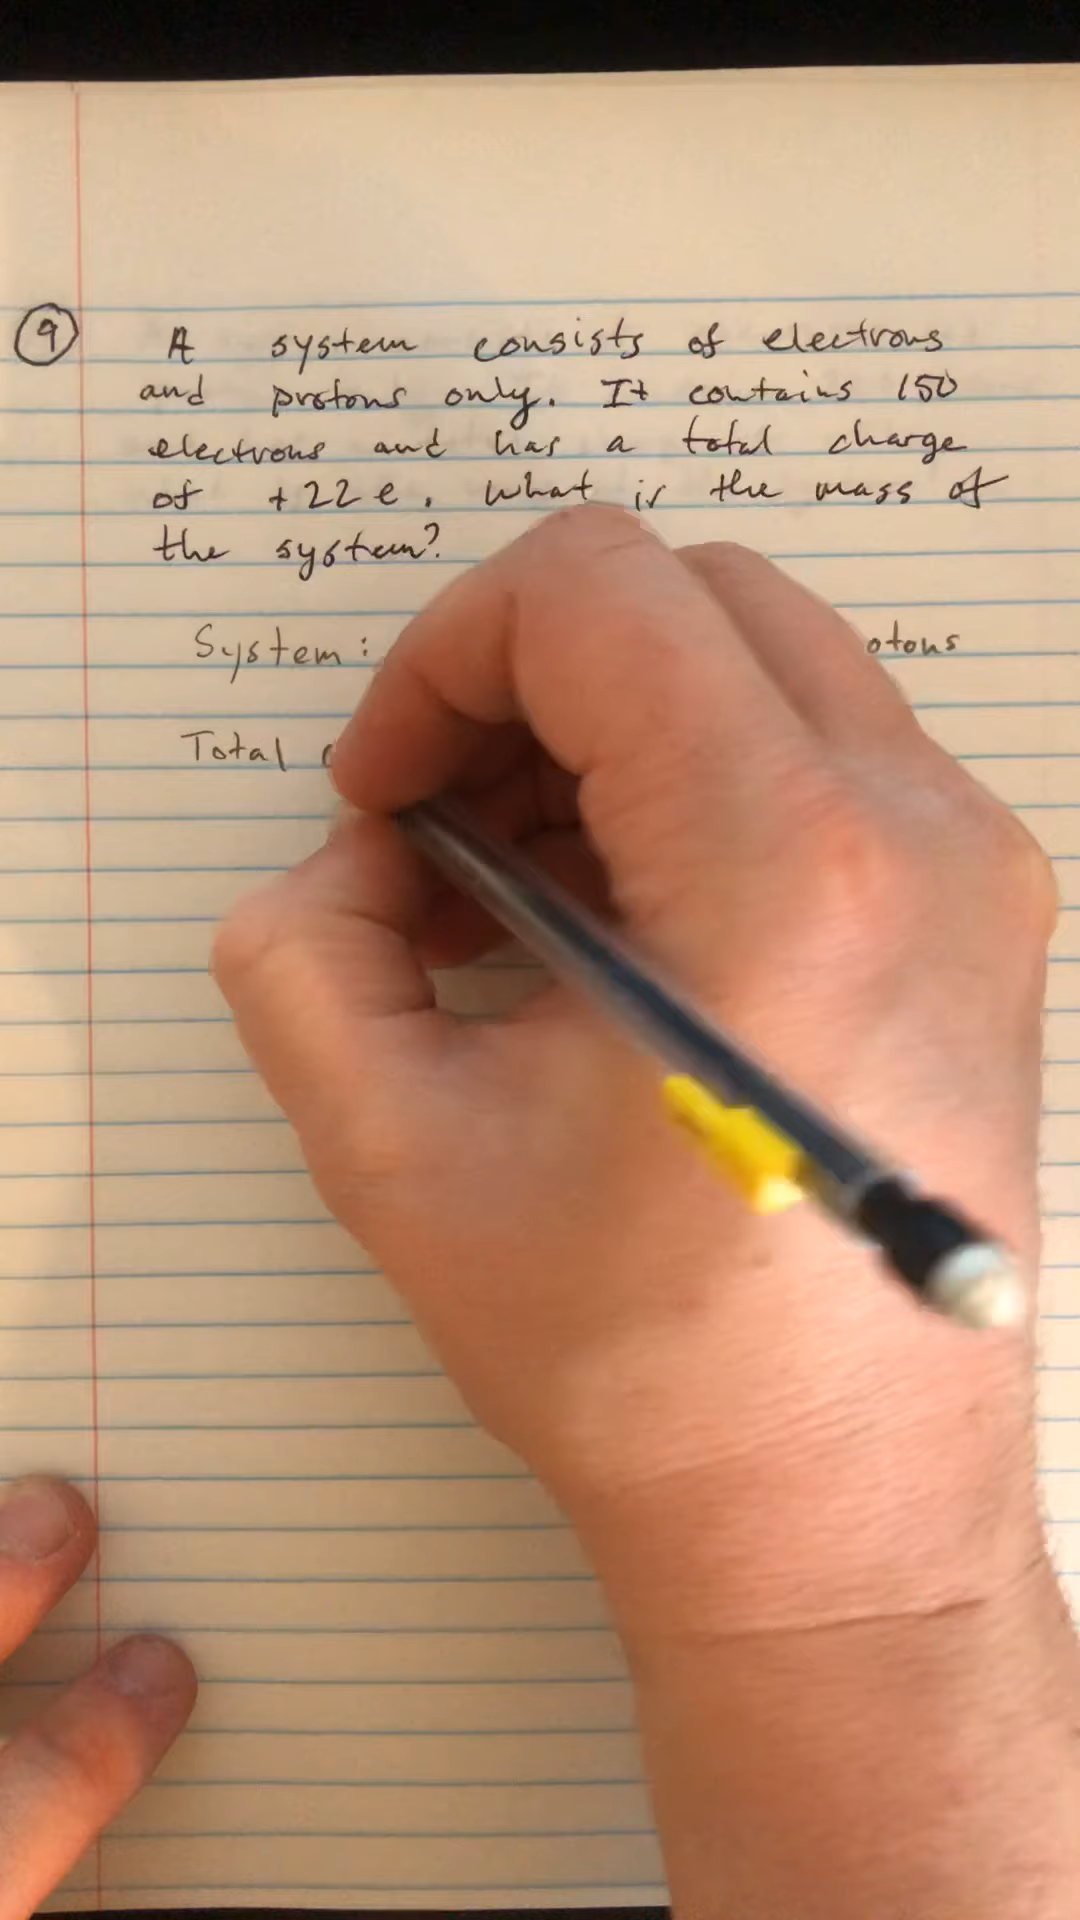 9 A system consists of electrons
and protons only. It contains 150
electrons and has a total charge
of +22e. What is the mass of
the system?
System: otons
Total